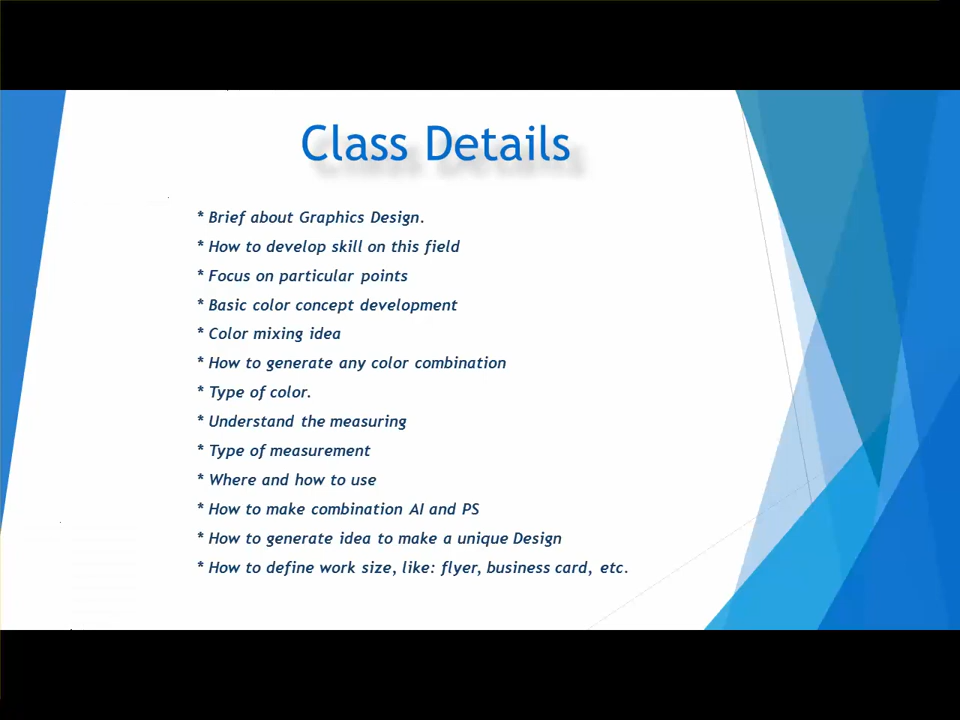 Class Details
* Brief about Graphics Design.
* How to develop skill on this field
* Focus on particular points
* Basic color concept development
* Color mixing idea
* How to generate any color combination
* Type of color.
* Understand the measuring
* Type of measurement
* Where and how to use
* How to make combination AI and PS
* How to generate idea to make a unique Design
* How to define work size, like: flyer, business card, etc.